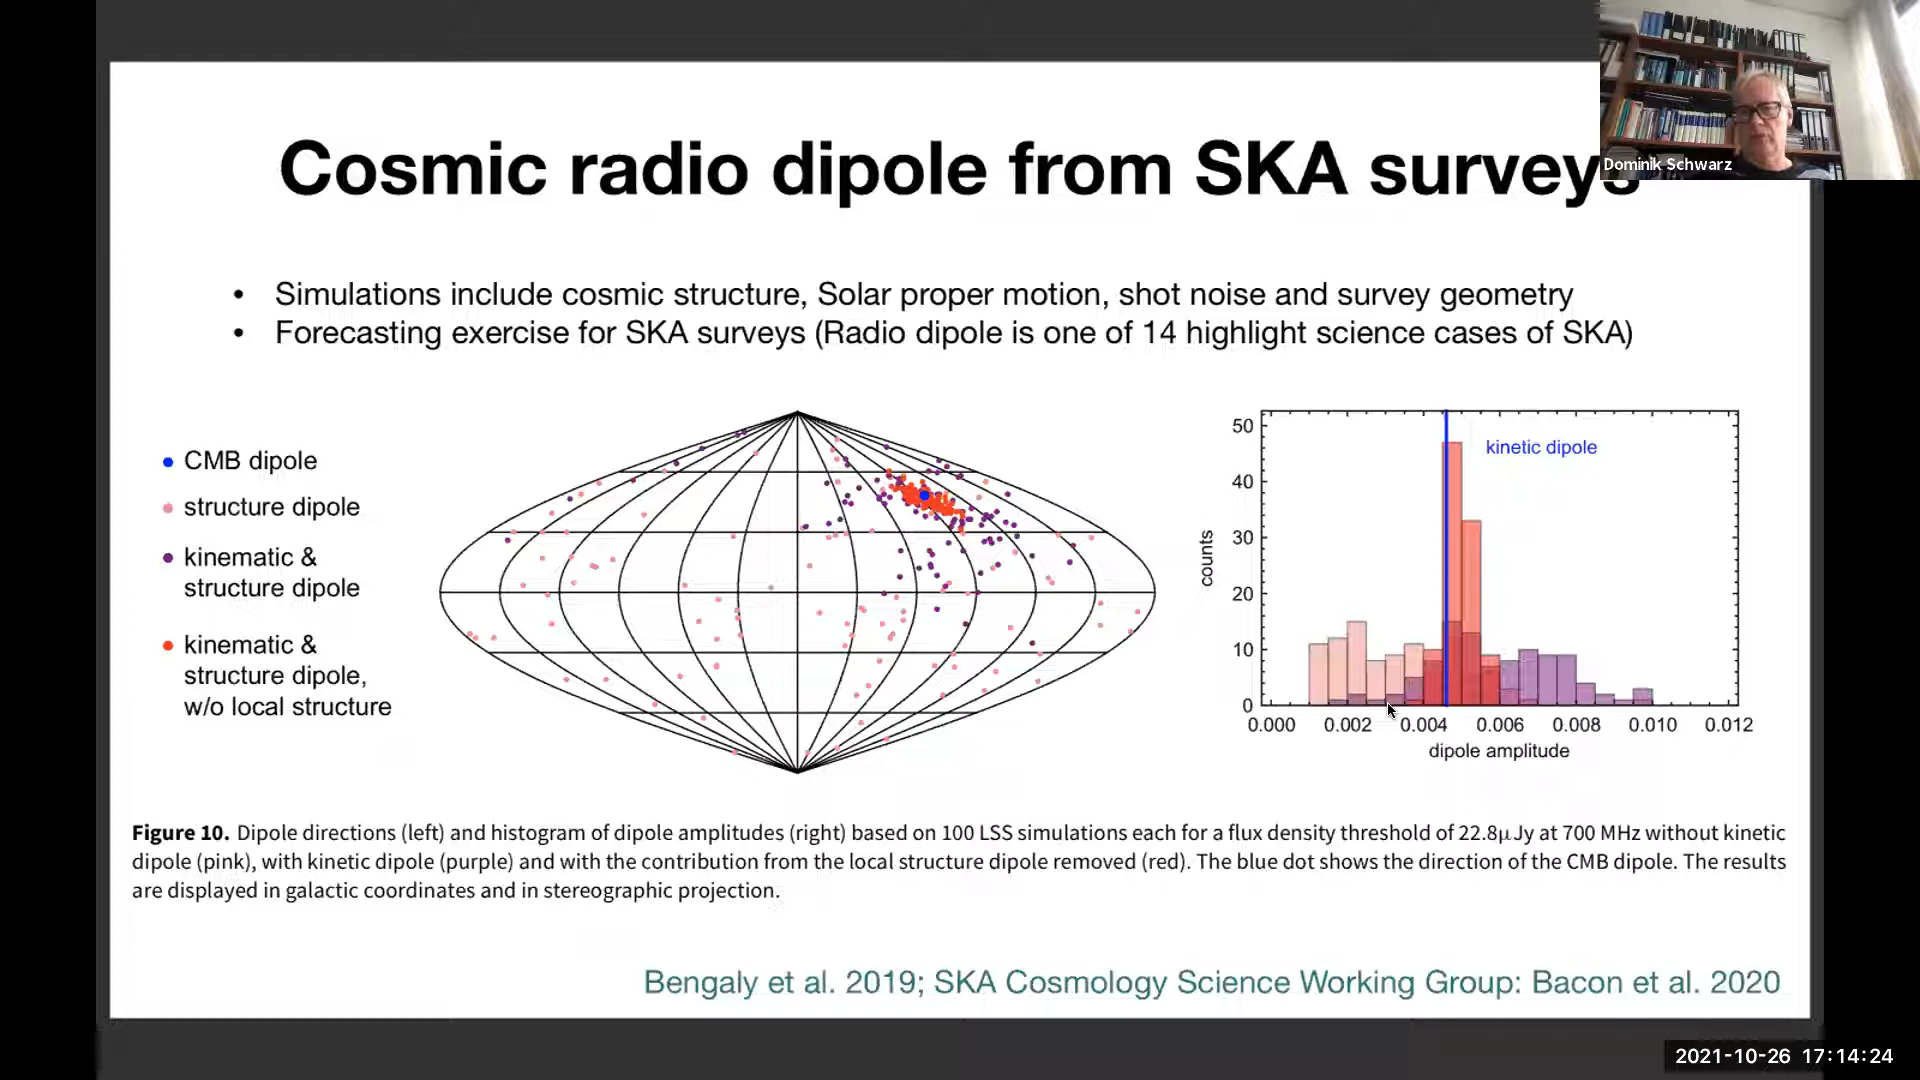 Cosmic radio dipole from SKA surveys
Dominik Schwarz
• Simulations include cosmic structure, Solar proper motion, shot noise and survey geometry
• Forecasting exercise for SKA surveys (Radio dipole is one of 14 highlight science cases of SKA)
CMB dipole
structure dipole
kinematic &
structure dipole
kinematic &
structure dipole,
w/o local structure
kinetic dipole
counts
50
40
30
20
10
0
0.000 0.002 0.004 0.006 0.008 0.010 0.012
dipole amplitude
Figure 10. Dipole directions (left) and histogram of dipole amplitudes (right) based on 100 LSS simulations each for a flux density threshold of 22.8μJy at 700 MHz without kinetic
dipole (pink), with kinetic dipole (purple) and with the contribution from the local structure dipole removed (red). The blue dot shows the direction of the CMB dipole. The results
are displayed in galactic coordinates and in stereographic projection.
Bengaly et al. 2019; SKA Cosmology Science Working Group: Bacon et al. 2020
2021-10-26 17:14:24